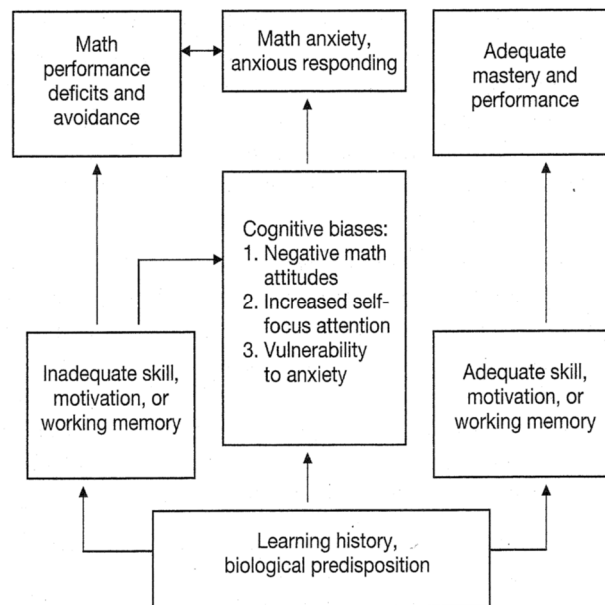 Math
performance
deficits and
avoidance
Math anxiety,
anxious responding
Adequate
mastery and
performance
Cognitive biases:
1. Negative math
attitudes
2. Increased self-
focus attention
3. Vulnerability
to anxiety
Inadequate skill,
motivation, or
working memory
Adequate skill,
motivation, or
working memory
Learning history,
biological predisposition